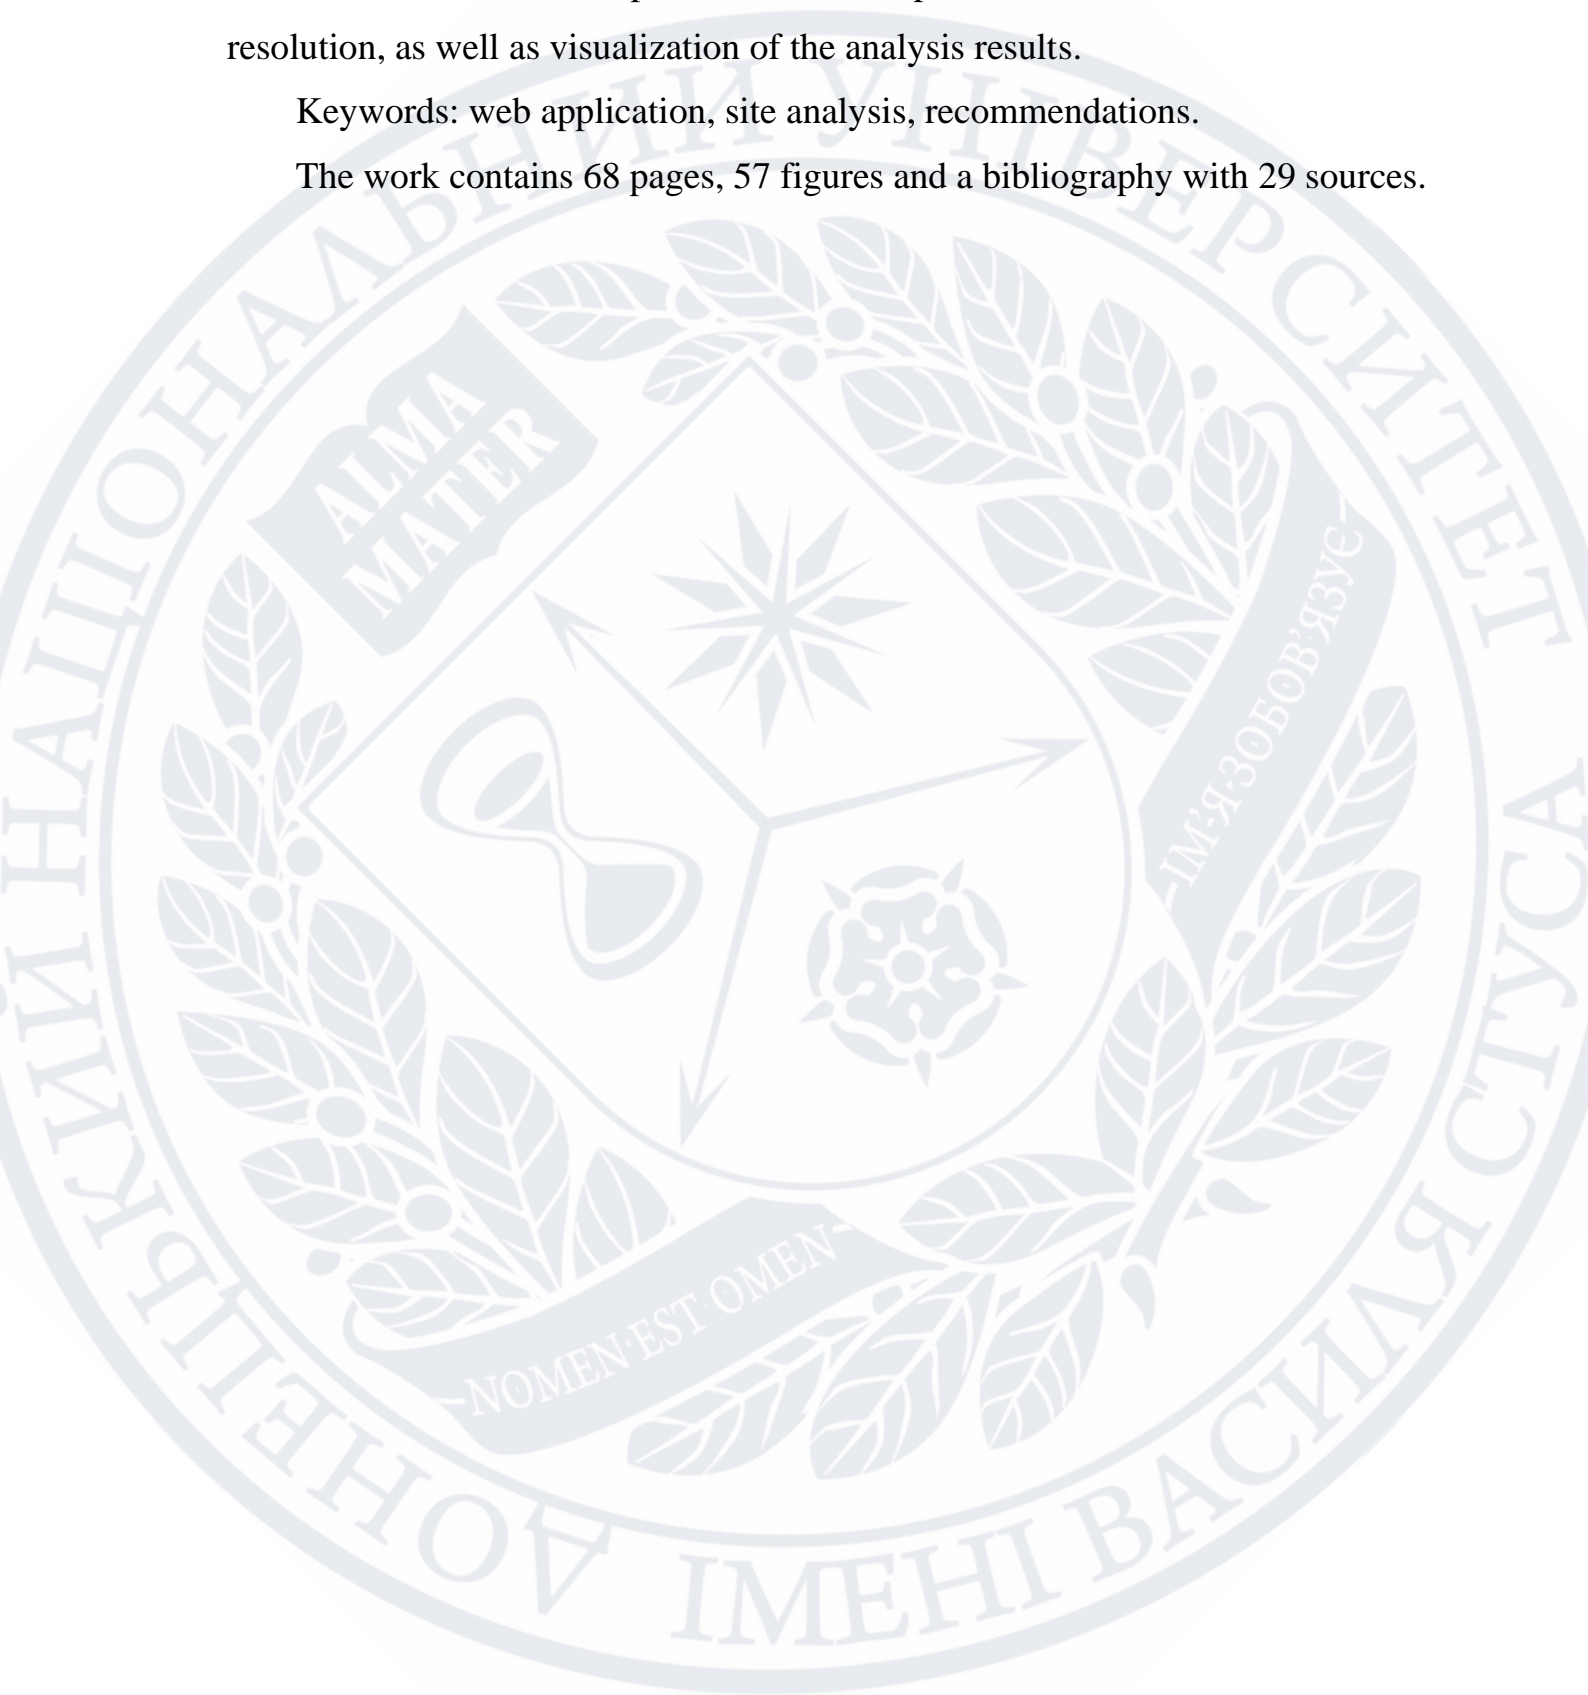 resolution, as well as visualization of the analysis results.
Keywords: web application, site analysis, recommendations.
The work contains 68 pages, 57 figures and a bibliography with 29 sources.
ДОНЕЦЬКИЙ НАЦІОНАЛЬНИЙ УНІВЕРСИТЕТ
ІМЕНІ ВАСИЛЯ СТУСА
ALMA
MATER
ІМ'Я·ЗОБОВ'ЯЗУЄ
NOMEN·EST·OMEN